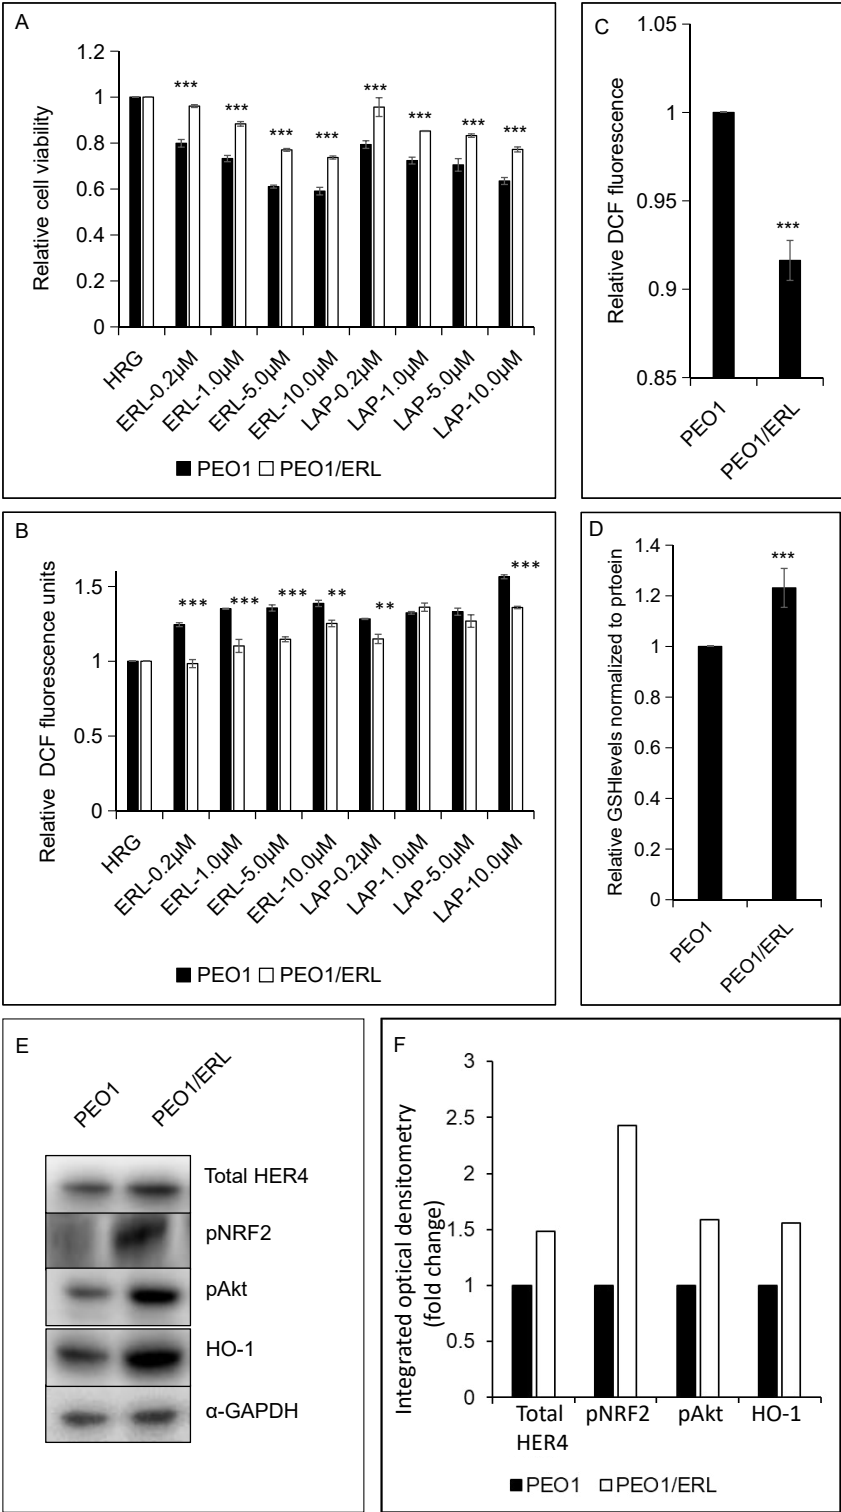 A
Relative cell viability
1.2
1
0.8
0.6
0.4
0.2
0
***
***
***
***
***
***
***
***
HRG
ERL-0.2µM
ERL-1.0µM
ERL-5.0µM
ERL-10.0µM
LAP-0.2µM
LAP-1.0µM
LAP-5.0µM
LAP-10.0µM
PEO1 PEO1/ERL
C
Relative DCF fluorescence
1.05
1
0.95
0.9
0.85
***
PEO1
PEO1/ERL
B
Relative DCF fluorescence units
1.5
1
0.5
0
***
***
***
**
**
***
HRG
ERL-0.2µM
ERL-1.0µM
ERL-5.0µM
ERL-10.0µM
LAP-0.2µM
LAP-1.0µM
LAP-5.0µM
LAP-10.0µM
PEO1 PEO1/ERL
D
Relative GSHlevels normalized to prtoein
1.4
1.2
1
0.8
0.6
0.4
0.2
0
***
PEO1
PEO1/ERL
E
PEO1
PEO1/ERL
Total HER4
pNRF2
pAkt
HO-1
α-GAPDH
F
Integrated optical densitometry
(fold change)
3
2.5
2
1.5
1
0.5
0
Total
HER4
pNRF2
pAkt
HO-1
PEO1 PEO1/ERL